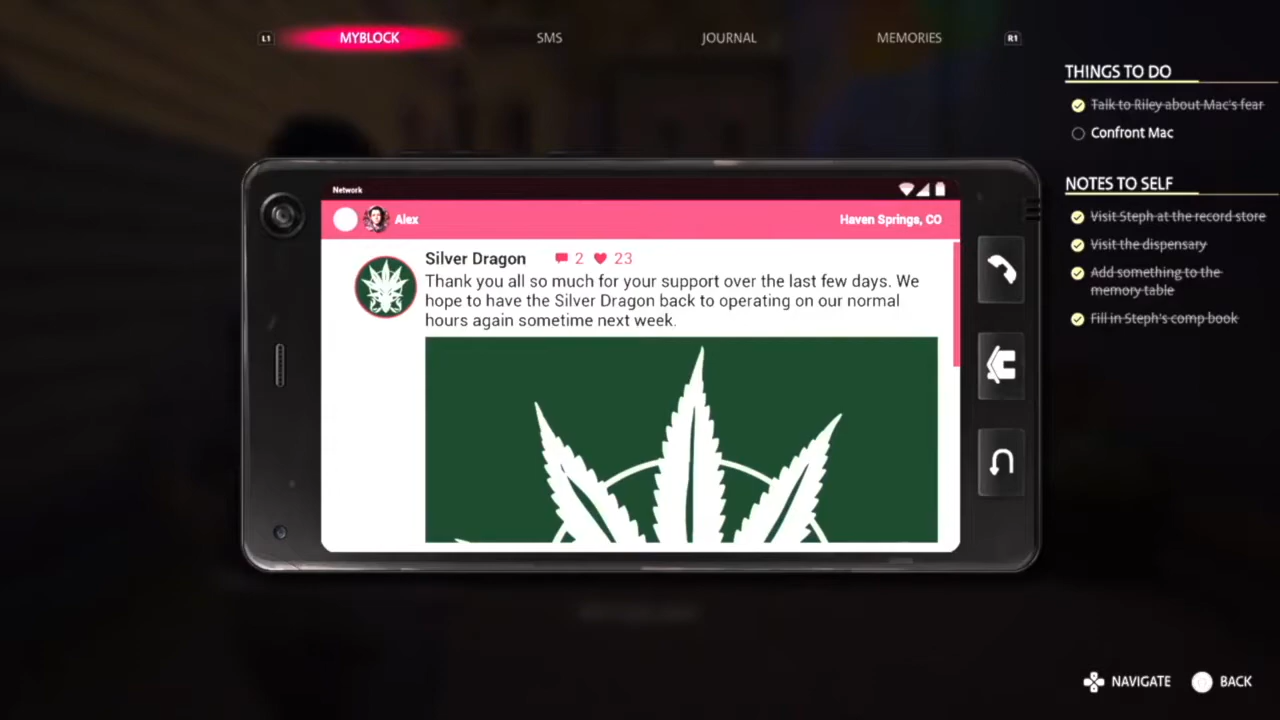 L1
MYBLOCK
SMS
JOURNAL
MEMORIES
R1
THINGS TO DO
Talk to Riley about Mac's fear
Confront Mac
NOTES TO SELF
Visit Steph at the record store
Visit the dispensary
Add something to the
memory table
Fill in Steph's comp book
Network
Alex
Haven Springs, CO
Silver Dragon 2 23
Thank you all so much for your support over the last few days. We
hope to have the Silver Dragon back to operating on our normal
hours again sometime next week.
NAVIGATE
BACK